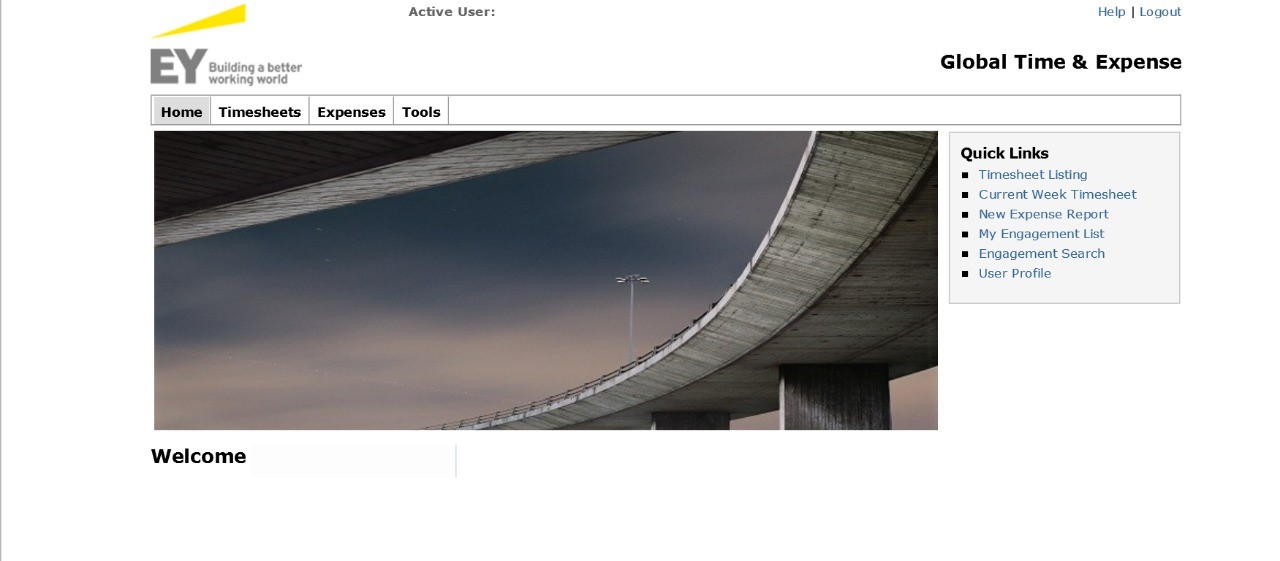 Active User:
Help | Logout
EY Building a better
working world
Global Time & Expense
Home Timesheets Expenses Tools
Quick Links
Timesheet Listing
Current Week Timesheet
New Expense Report
My Engagement List
Engagement Search
User Profile
Welcome